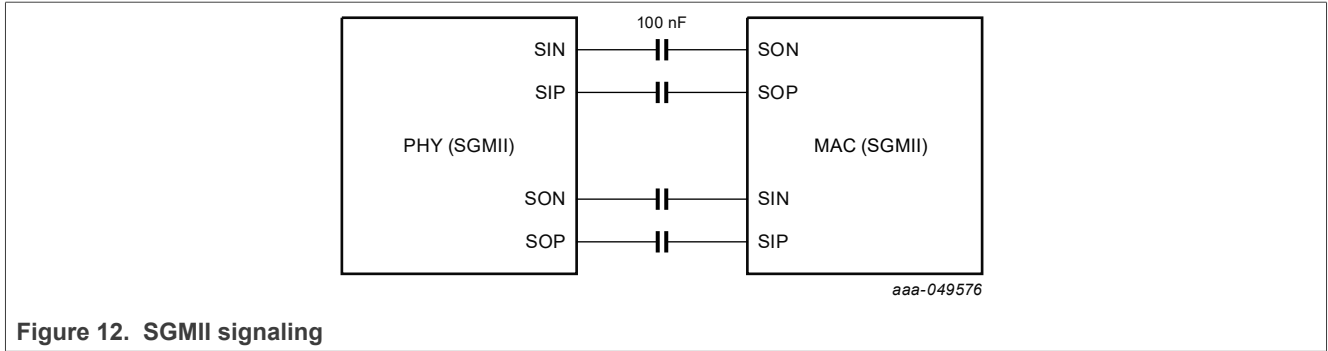 100 nF
SIN SON
SIP SOP
PHY (SGMII) MAC (SGMII)
SON SIN
SOP SIP
aaa-049576
Figure 12. SGMII signaling